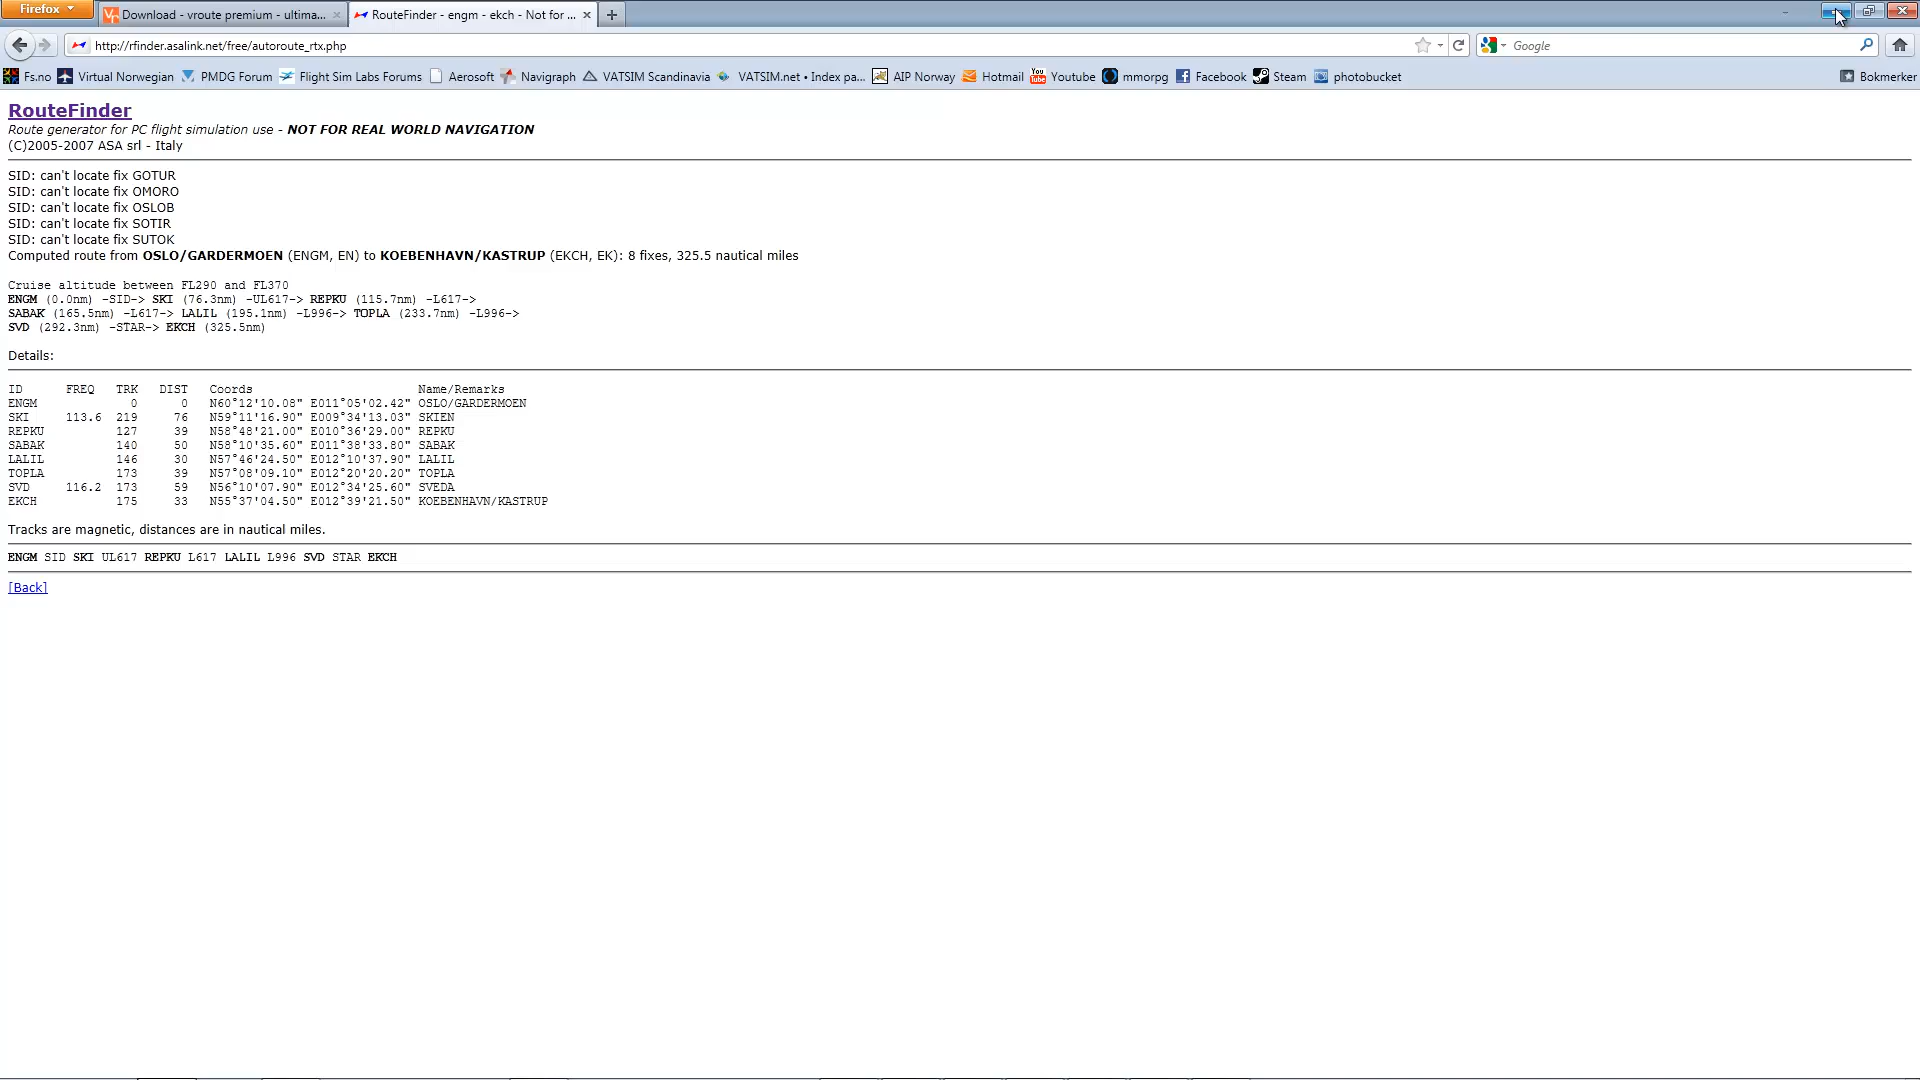 Firefox
Download - vroute premium - ultima...
RouteFinder - engm - ekch - Not for ...
http://rfinder.asalink.net/free/autoroute_rtx.php
Google
Fs.no Virtual Norwegian PMDG Forum Flight Sim Labs Forums Aerosoft Navigraph VATSIM Scandinavia VATSIM.net • Index pa... AIP Norway Hotmail Youtube mmorpg Facebook Steam photobucket Bokmerker
RouteFinder
Route generator for PC flight simulation use - NOT FOR REAL WORLD NAVIGATION
(C)2005-2007 ASA srl - Italy
SID: can't locate fix GOTUR
SID: can't locate fix OMORO
SID: can't locate fix OSLOB
SID: can't locate fix SOTIR
SID: can't locate fix SUTOK
Computed route from OSLO/GARDERMOEN (ENGM, EN) to KOEBENHAVN/KASTRUP (EKCH, EK): 8 fixes, 325.5 nautical miles
Cruise altitude between FL290 and FL370
ENGM (0.0nm) -SID-> SKI (76.3nm) -UL617-> REPKU (115.7nm) -L617->
SABAK (165.5nm) -L617-> LALIL (195.1nm) -L996-> TOPLA (233.7nm) -L996->
SVD (292.3nm) -STAR-> EKCH (325.5nm)
Details:
ID FREQ TRK DIST Coords Name/Remarks
ENGM 0 0 N60°12'10.08" E011°05'02.42" OSLO/GARDERMOEN
SKI 113.6 219 76 N59°11'16.90" E009°34'13.03" SKIEN
REPKU 127 39 N58°48'21.00" E010°36'29.00" REPKU
SABAK 140 50 N58°10'35.60" E011°38'33.80" SABAK
LALIL 146 30 N57°46'24.50" E012°10'37.90" LALIL
TOPLA 173 39 N57°08'09.10" E012°20'20.20" TOPLA
SVD 116.2 173 59 N56°10'07.90" E012°34'25.60" SVEDA
EKCH 175 33 N55°37'04.50" E012°39'21.50" KOEBENHAVN/KASTRUP
Tracks are magnetic, distances are in nautical miles.
ENGM SID SKI UL617 REPKU L617 LALIL L996 SVD STAR EKCH
[Back]